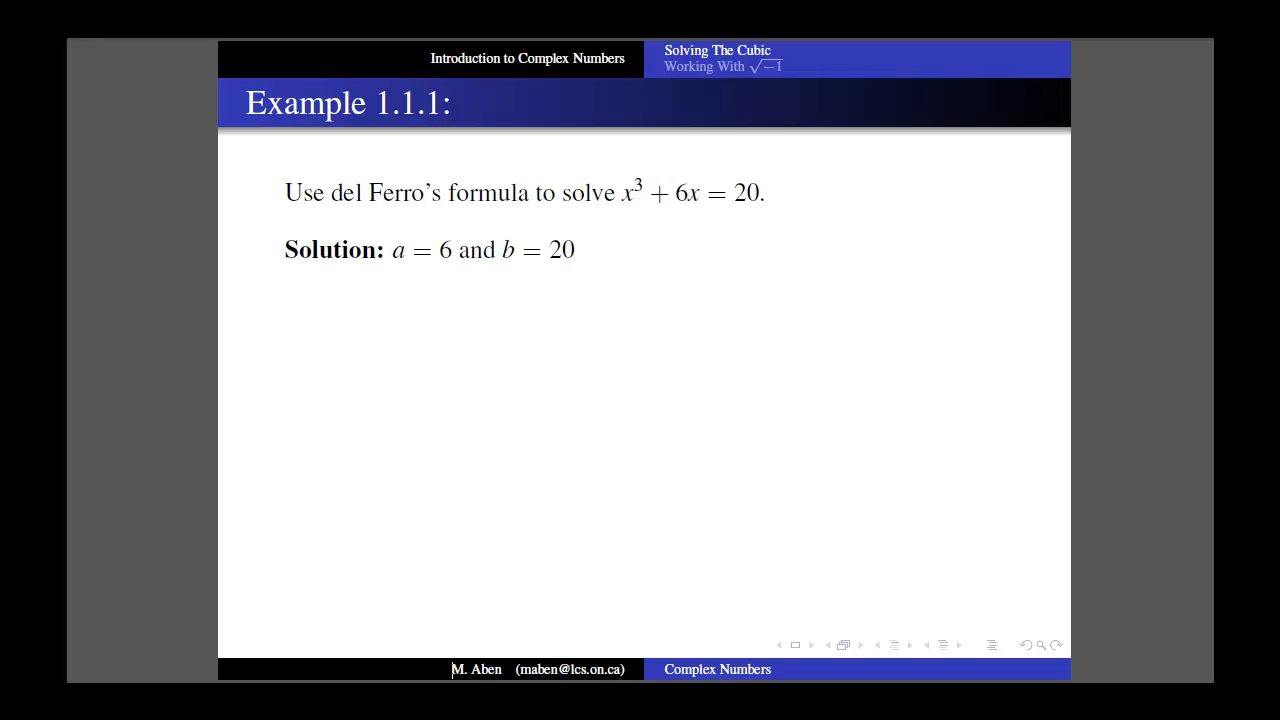 Introduction to Complex Numbers
Solving The Cubic
Working With √−1
Example 1.1.1:
Use del Ferro's formula to solve x³ + 6x = 20.
Solution: a = 6 and b = 20
M. Aben (maben@lcs.on.ca)
Complex Numbers